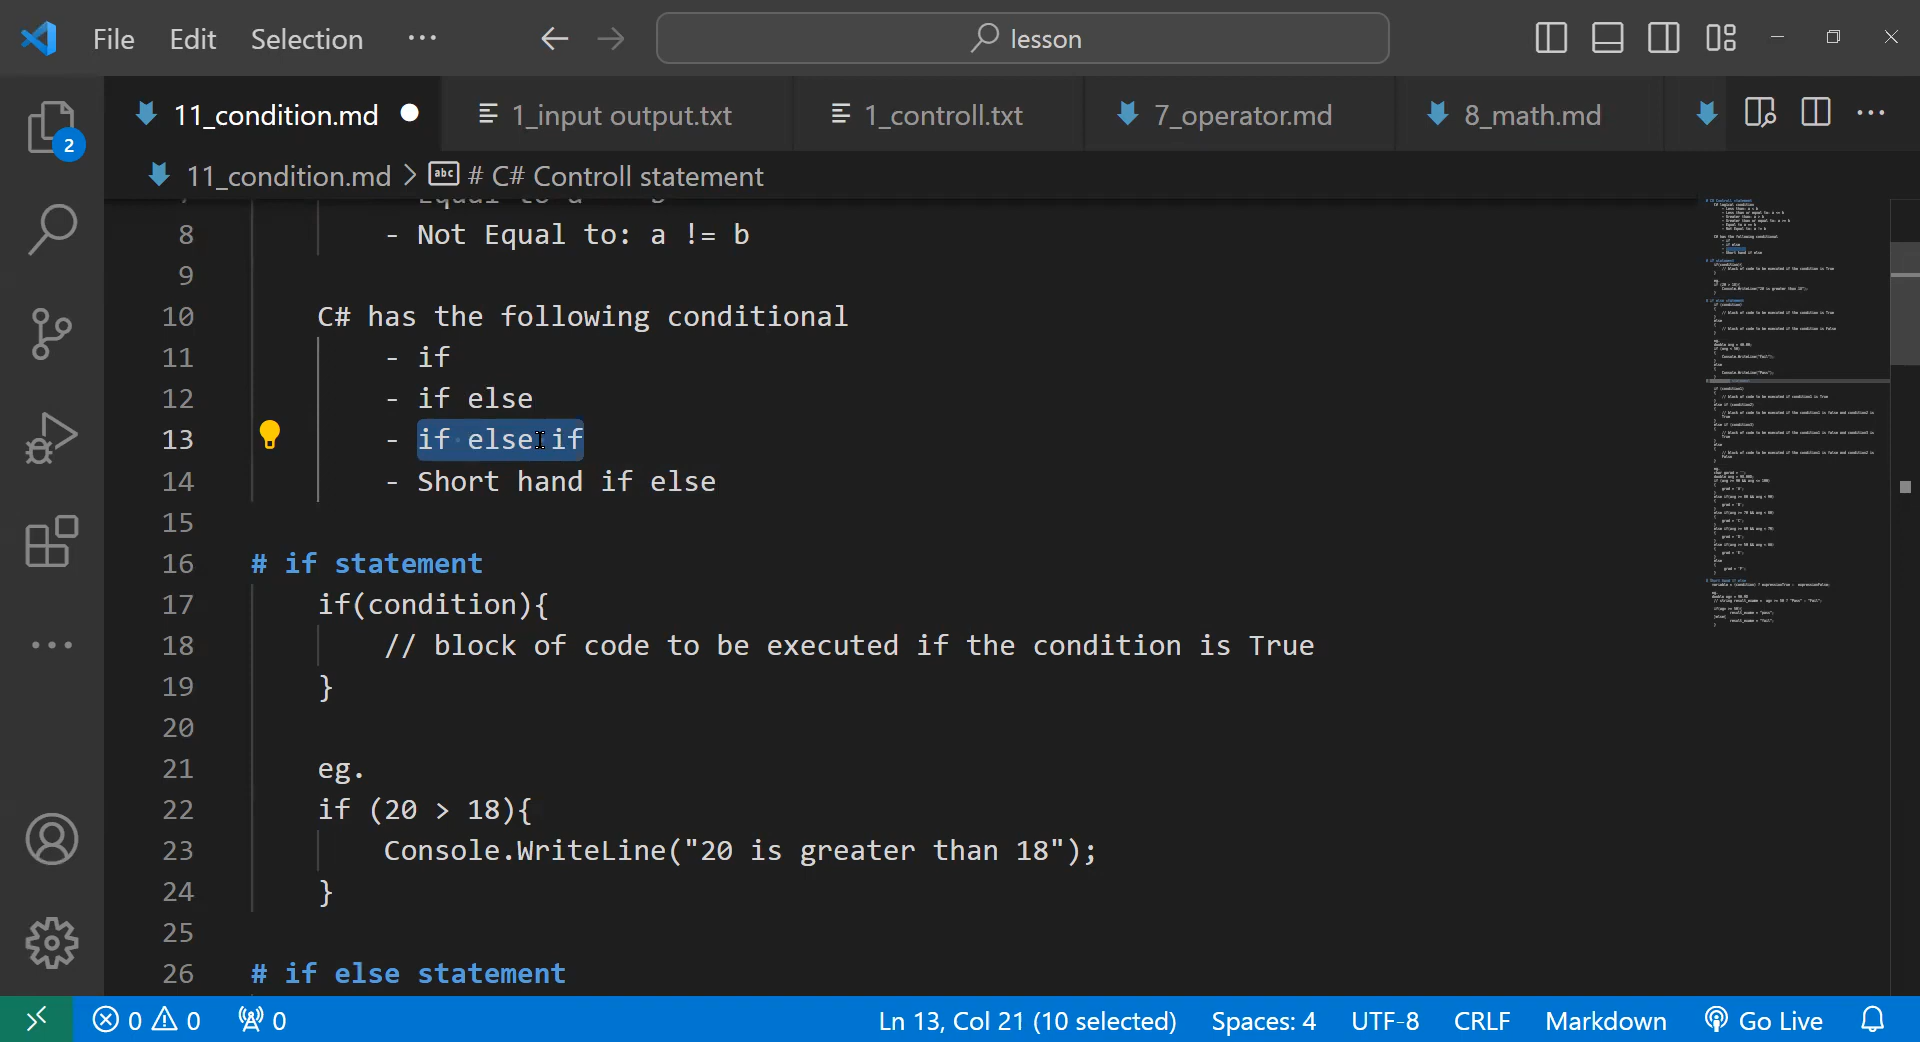 File Edit Selection ··· lesson
11_condition.md 1_input output.txt 1_controll.txt 7_operator.md 8_math.md ···
11_condition.md > abc # C# Controll statement
8 - Not Equal to: a != b
9
10 C# has the following conditional
11 - if
12 - if else
13 - if else if
14 - Short hand if else
15
16 # if statement
17 if(condition){
18 // block of code to be executed if the condition is True
19 }
20
21 eg.
22 if (20 > 18){
23 Console.WriteLine("20 is greater than 18");
24 }
25
26 # if else statement
2
0 0 0 Ln 13, Col 21 (10 selected) Spaces: 4 UTF-8 CRLF Markdown Go Live